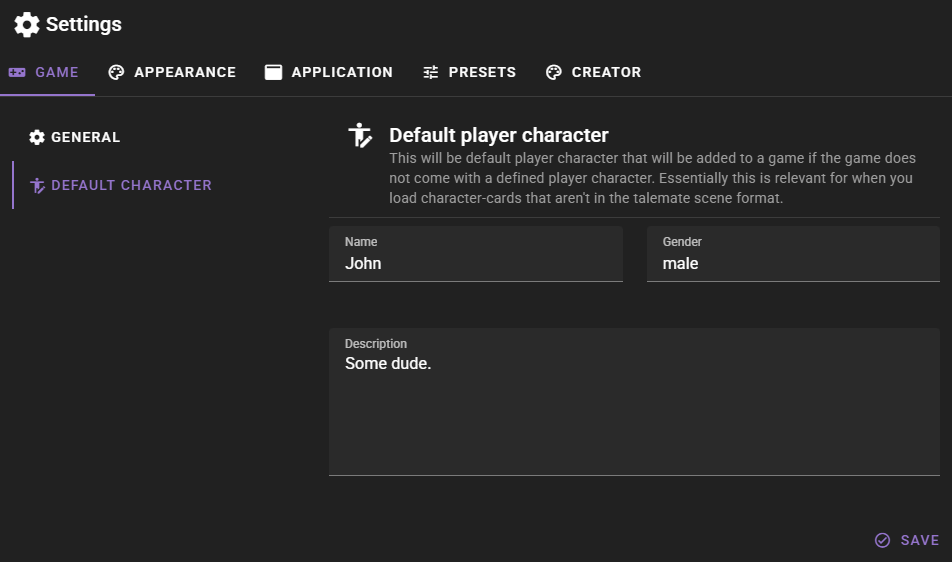 Settings
GAME
APPEARANCE
APPLICATION
PRESETS
CREATOR
GENERAL
DEFAULT CHARACTER
Default player character
This will be default player character that will be added to a game if the game does
not come with a defined player character. Essentially this is relevant for when you
load character-cards that aren't in the talemate scene format.
Name
John
Gender
male
Description
Some dude.
SAVE